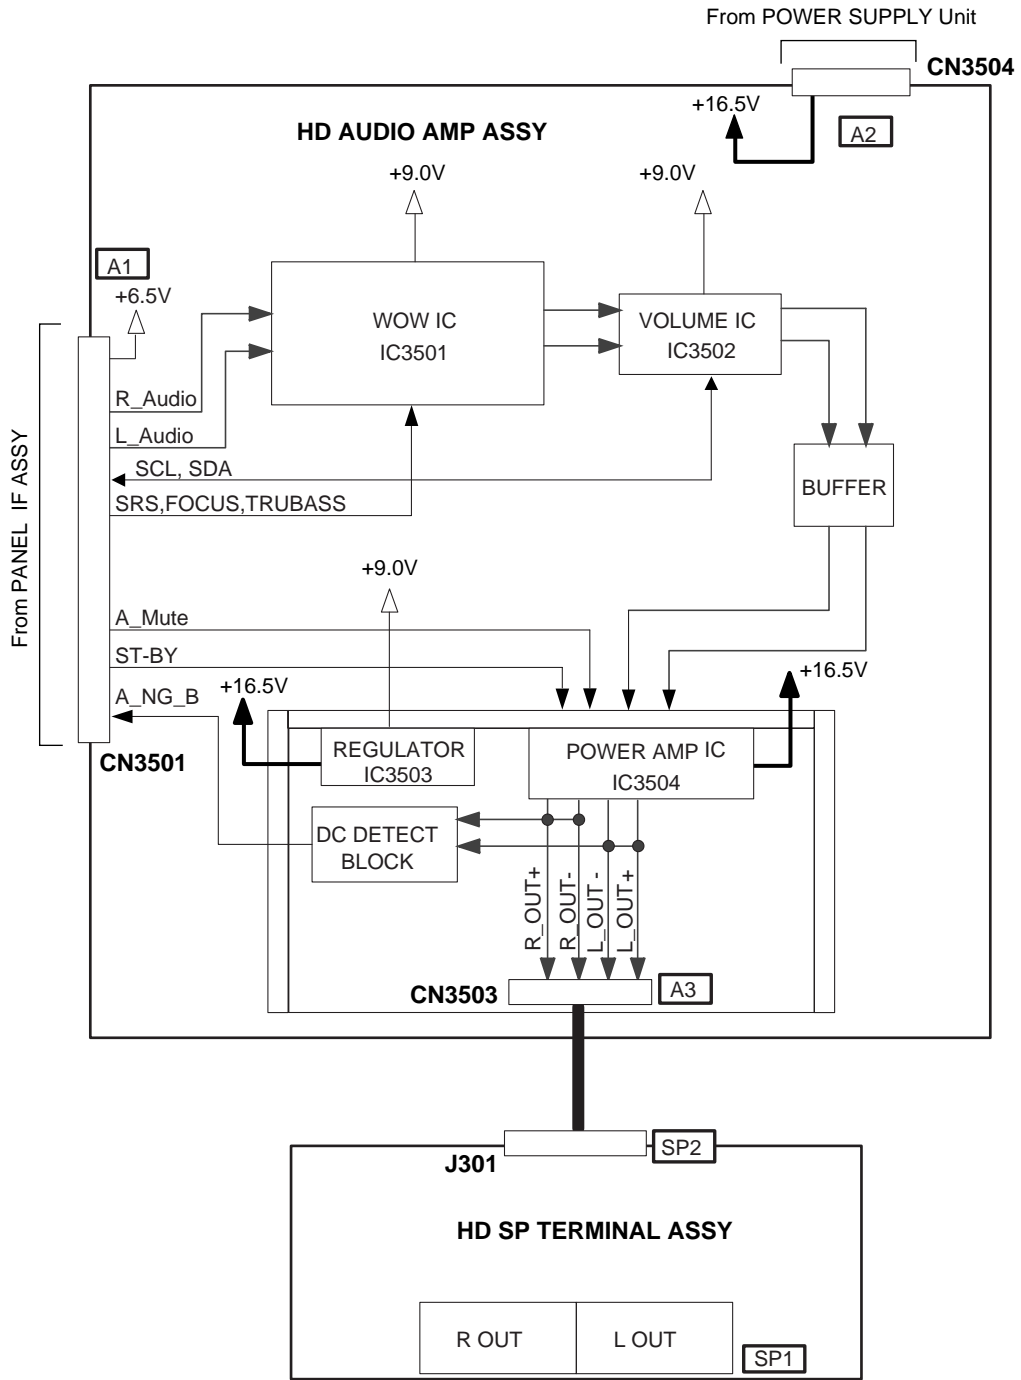 From POWER SUPPLY Unit
CN3504
+16.5V
A2
HD AUDIO AMP ASSY
+9.0V
+9.0V
A1
+6.5V
WOW IC
IC3501
VOLUME IC
IC3502
R_Audio
L_Audio
SCL, SDA
SRS,FOCUS,TRUBASS
BUFFER
From PANEL IF ASSY
+9.0V
A_Mute
ST-BY
A_NG_B
+16.5V
+16.5V
CN3501
REGULATOR
IC3503
POWER AMP IC
IC3504
DC DETECT
BLOCK
R_OUT+
R_OUT-
L_OUT -
L_OUT+
CN3503
A3
J301
SP2
HD SP TERMINAL ASSY
R OUT
L OUT
SP1